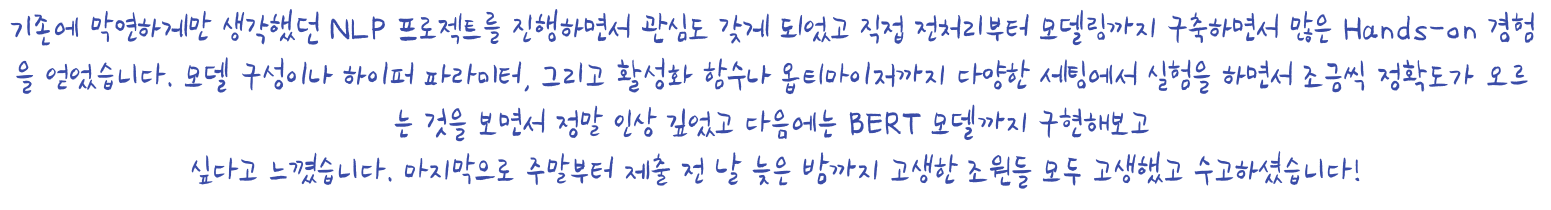 기존에 막연하게만 생각했던 NLP 프로젝트를 진행하면서 관심도 갖게 되었고 직접 전처리부터 모델링까지 구축하면서 많은 Hands-on 경험
을 얻었습니다. 모델 구성이나 하이퍼 파라미터, 그리고 활성화 함수나 옵티마이저까지 다양한 세팅에서 실험을 하면서 조금씩 정확도가 오르
는 것을 보면서 정말 인상 깊었고 다음에는 BERT 모델까지 구현해보고
싶다고 느꼈습니다. 마지막으로 주말부터 제출 전 날 늦은 밤까지 고생한 조원들 모두 고생했고 수고하셨습니다!